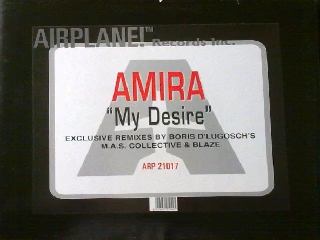 AIRPLANE!™
Records Inc.
AMIRA
"My Desire"
EXCLUSIVE REMIXES BY BORIS D'LUGOSCH'S
M.A.S. COLLECTIVE & BLAZE
ARP 21017